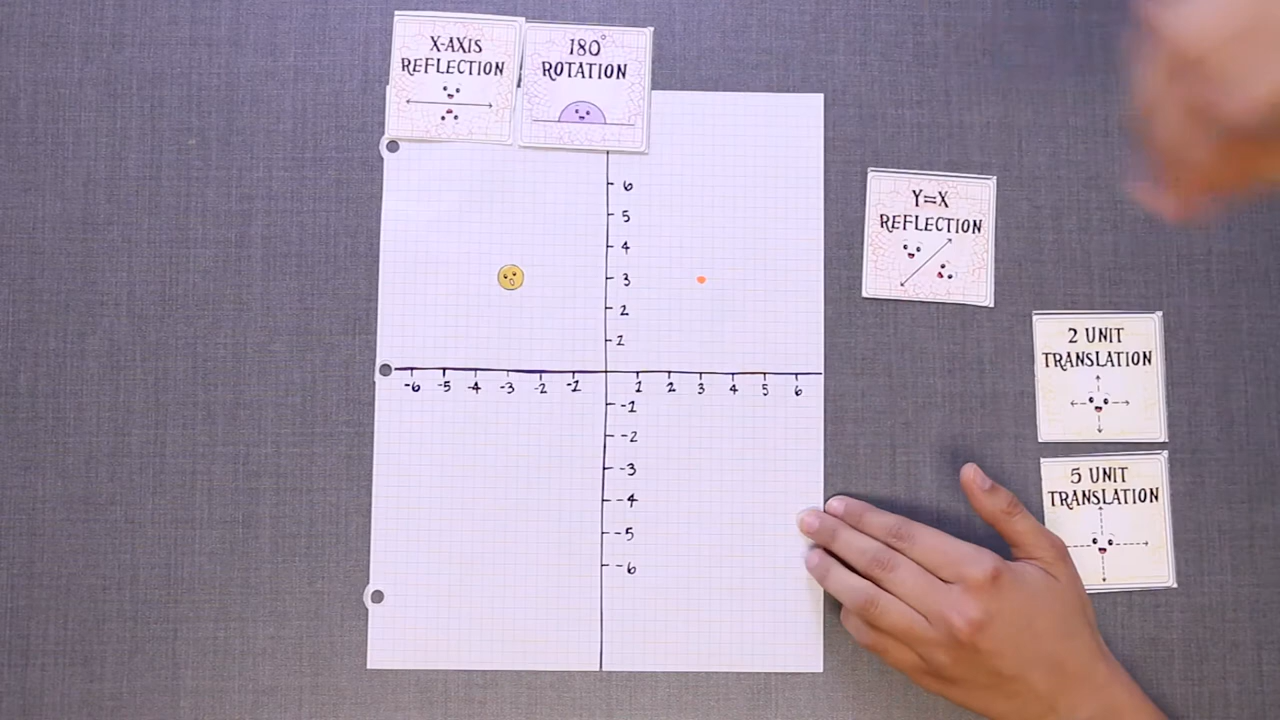 X-AXIS
REFLECTION
180°
ROTATION
Y=X
REFLECTION
2 UNIT
TRANSLATION
5 UNIT
TRANSLATION
6
5
4
3
2
1
-6 -5 -4 -3 -2 -1 1 2 3 4 5 6
-1
-2
-3
-4
-5
-6